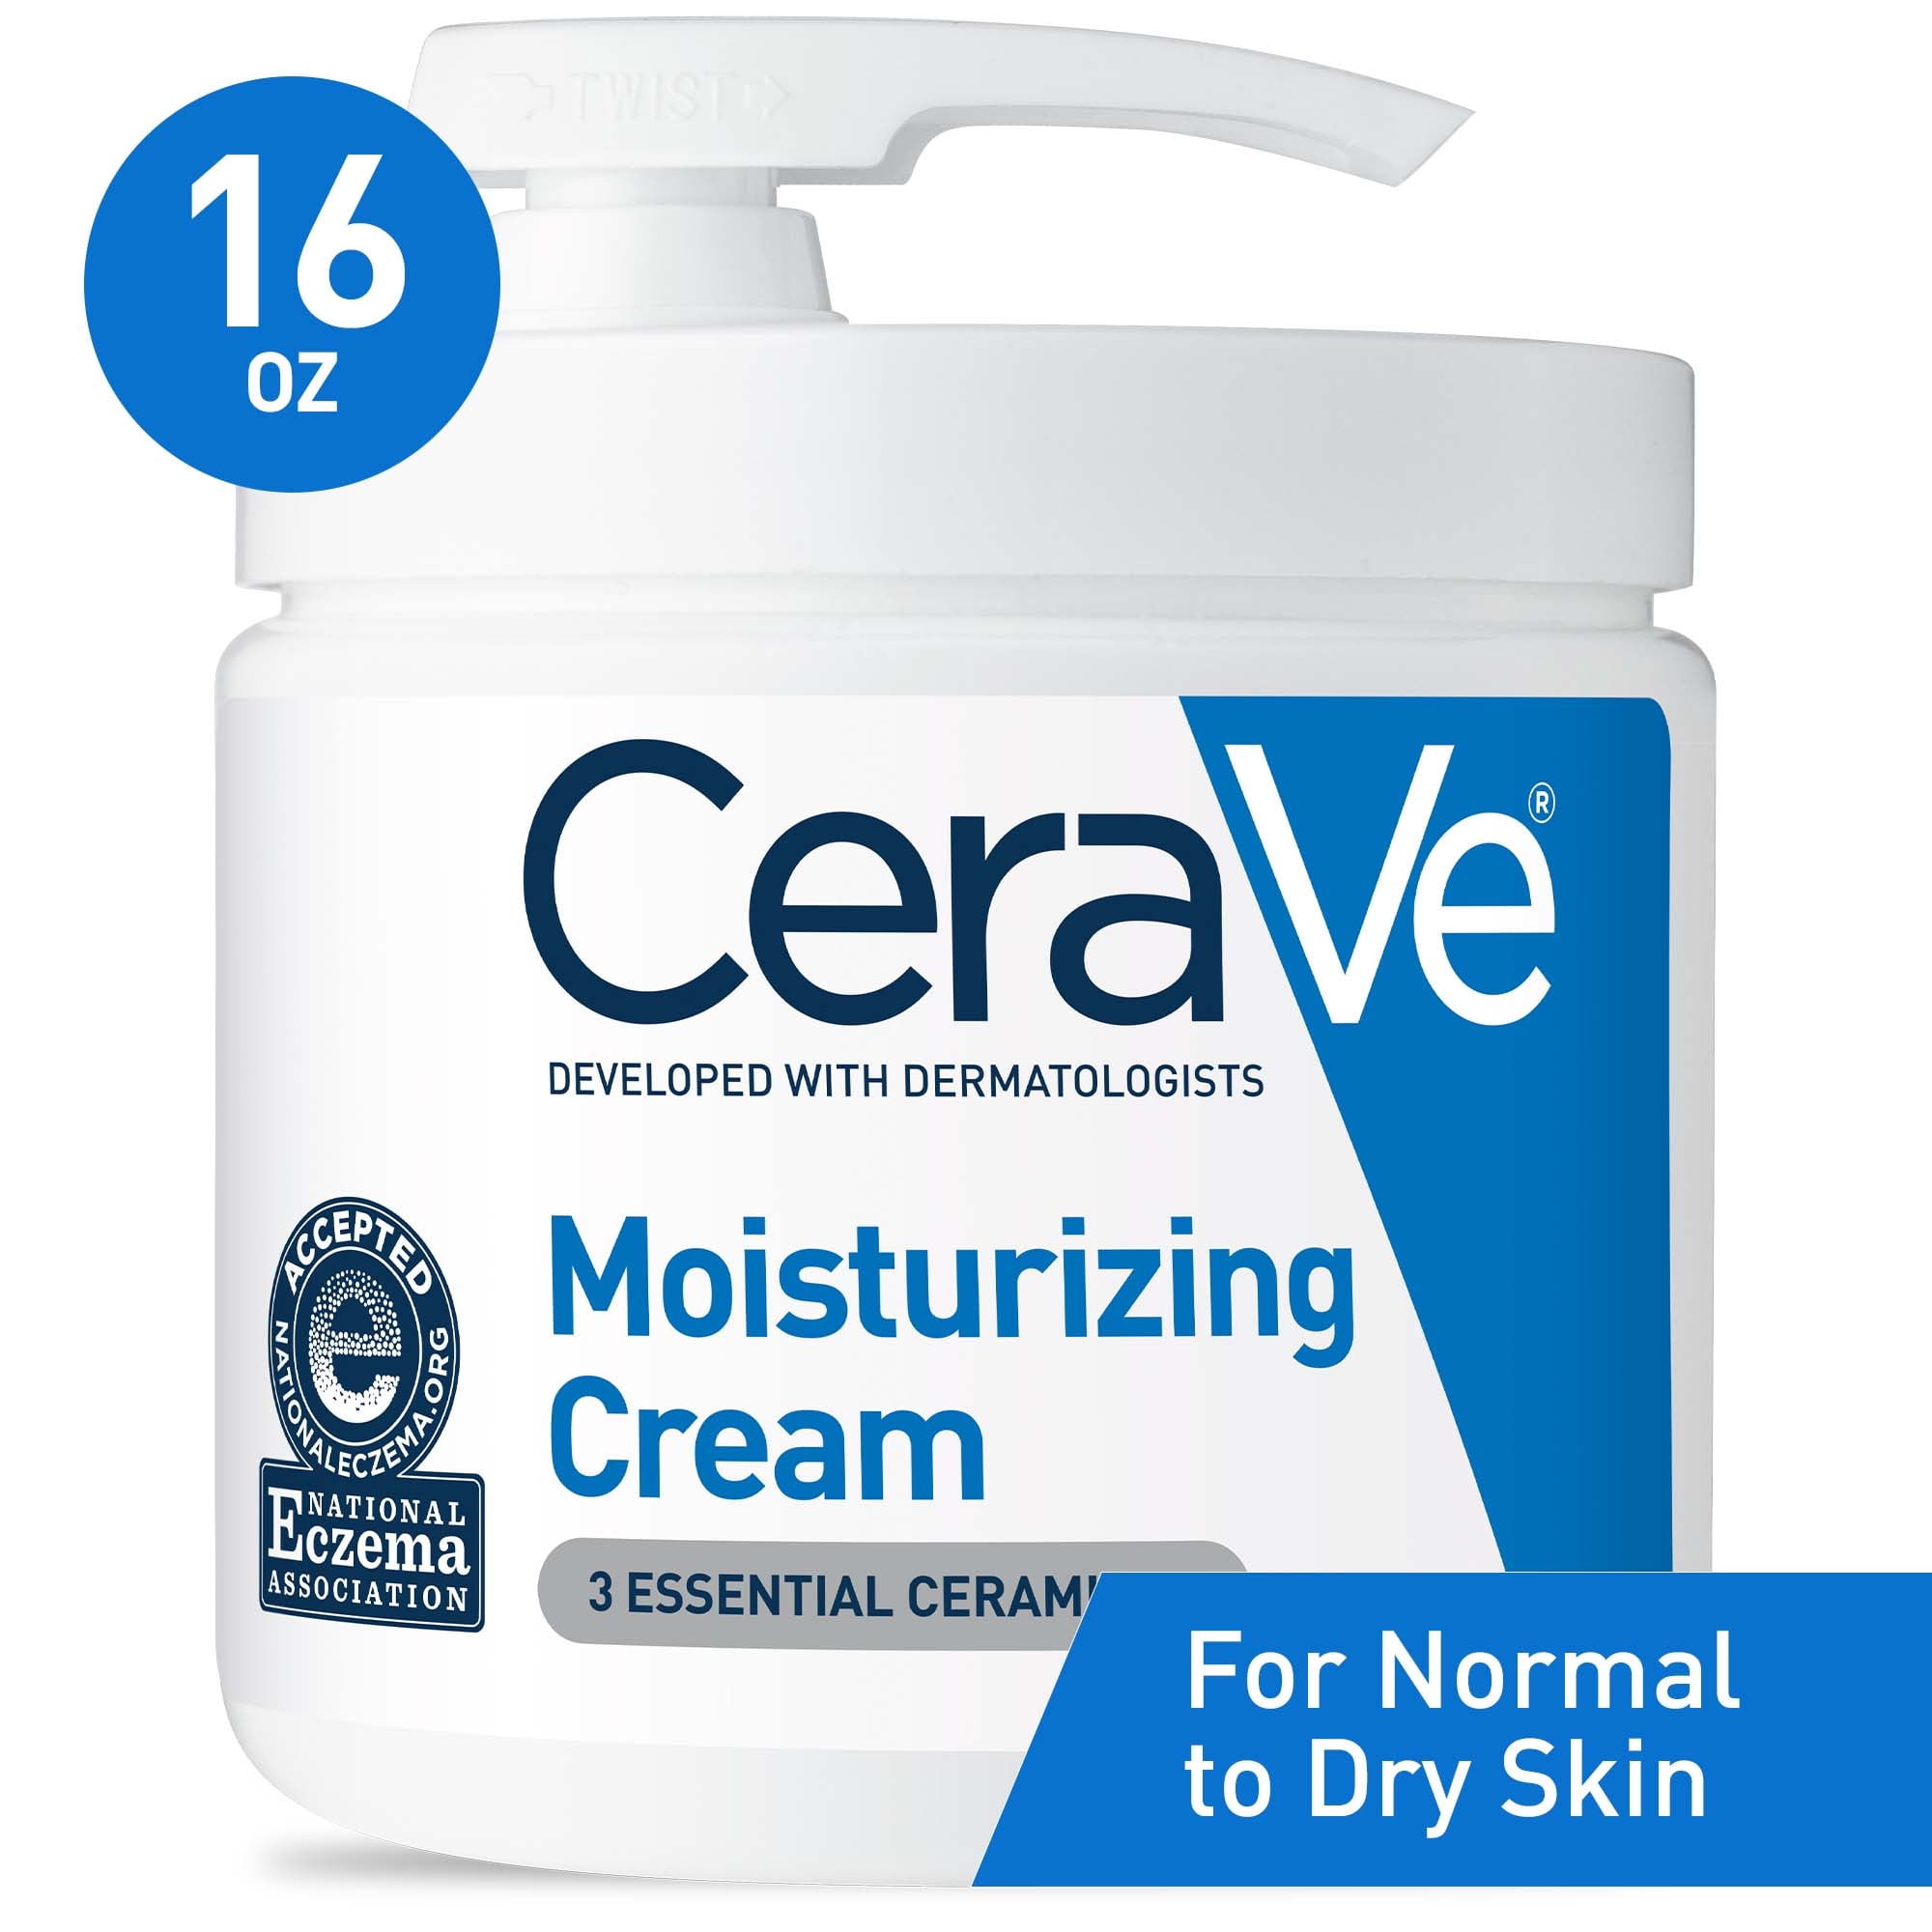 TWIST
16
OZ
CeraVe®
DEVELOPED WITH DERMATOLOGISTS
Moisturizing
Cream
3 ESSENTIAL CERAMI
ACCEPTED
e
NATIONALECZEMA.ORG
NATIONAL
Eczema
ASSOCIATION
For Normal
to Dry Skin